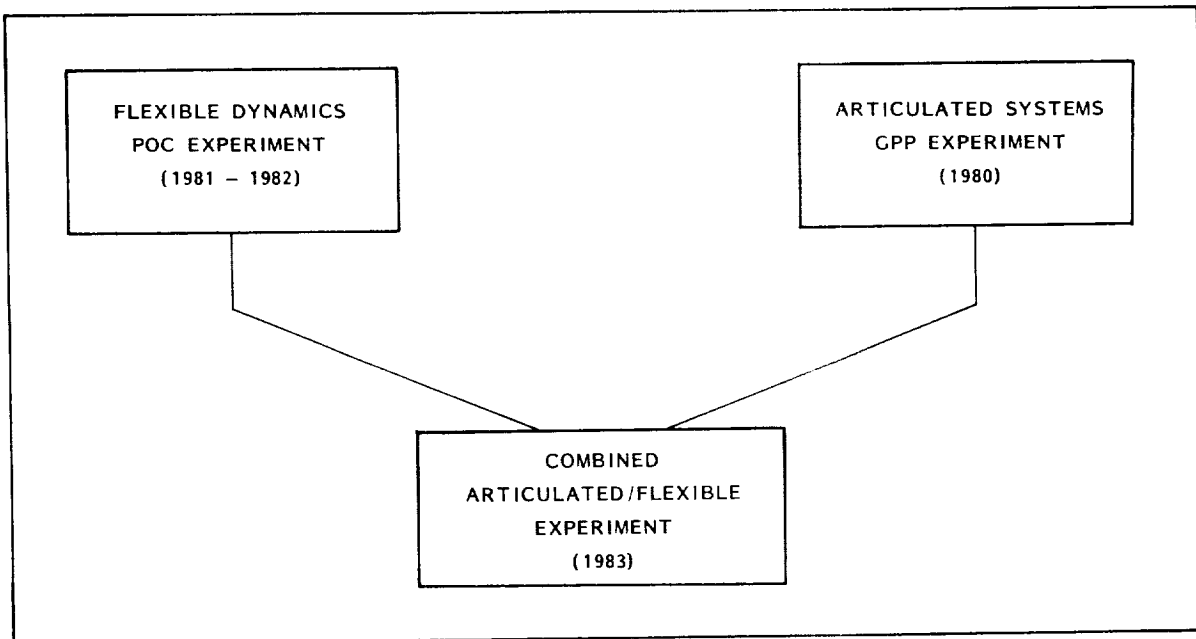 FLEXIBLE DYNAMICS
POC EXPERIMENT
(1981 – 1982)
ARTICULATED SYSTEMS
GPP EXPERIMENT
(1980)
COMBINED
ARTICULATED/FLEXIBLE
EXPERIMENT
(1983)